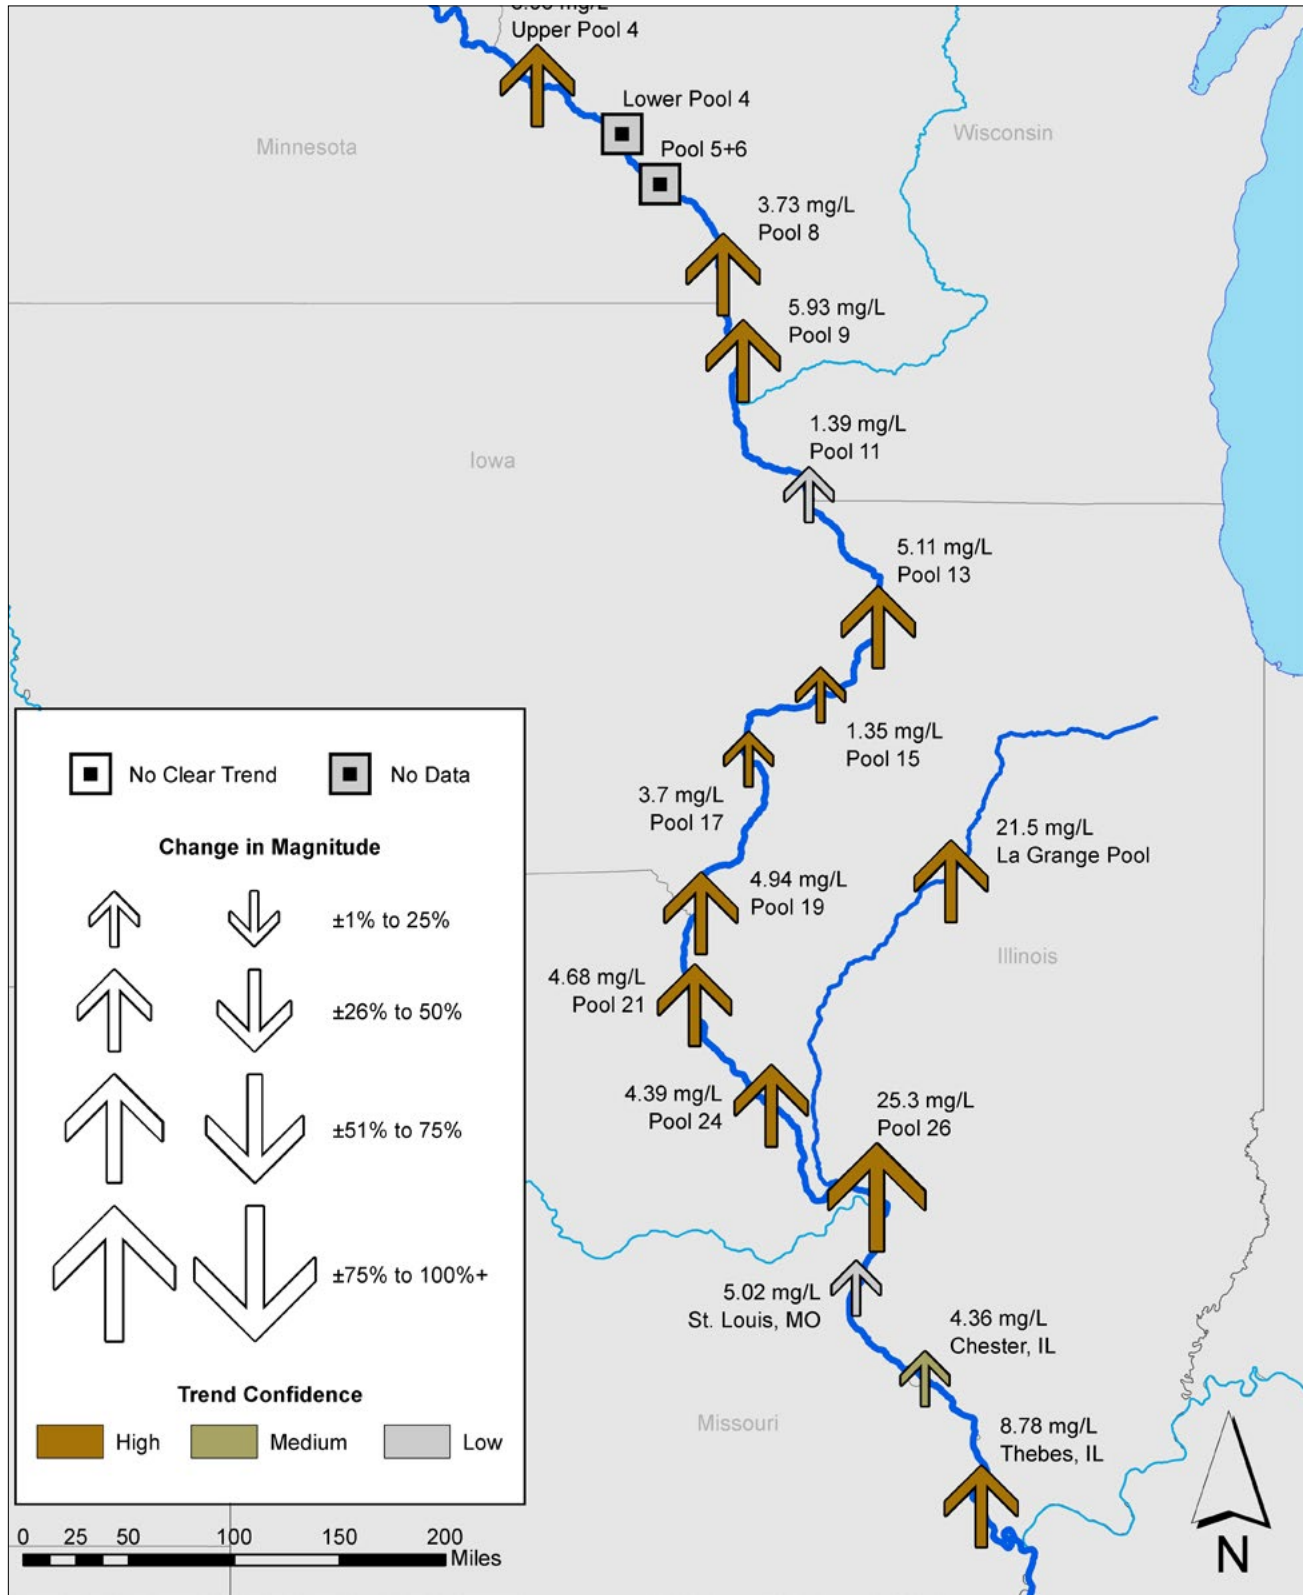 Upper Pool 4
Lower Pool 4
Pool 5+6
Minnesota
Wisconsin
3.73 mg/L
Pool 8
5.93 mg/L
Pool 9
1.39 mg/L
Pool 11
Iowa
5.11 mg/L
Pool 13
1.35 mg/L
Pool 15
3.7 mg/L
Pool 17
21.5 mg/L
La Grange Pool
4.94 mg/L
Pool 19
Illinois
4.68 mg/L
Pool 21
4.39 mg/L
Pool 24
25.3 mg/L
Pool 26
5.02 mg/L
St. Louis, MO
4.36 mg/L
Chester, IL
Missouri
8.78 mg/L
Thebes, IL
No Clear Trend
No Data
Change in Magnitude
±1% to 25%
±26% to 50%
±51% to 75%
±75% to 100%+
Trend Confidence
High Medium Low
0 25 50 100 150 200
Miles
N